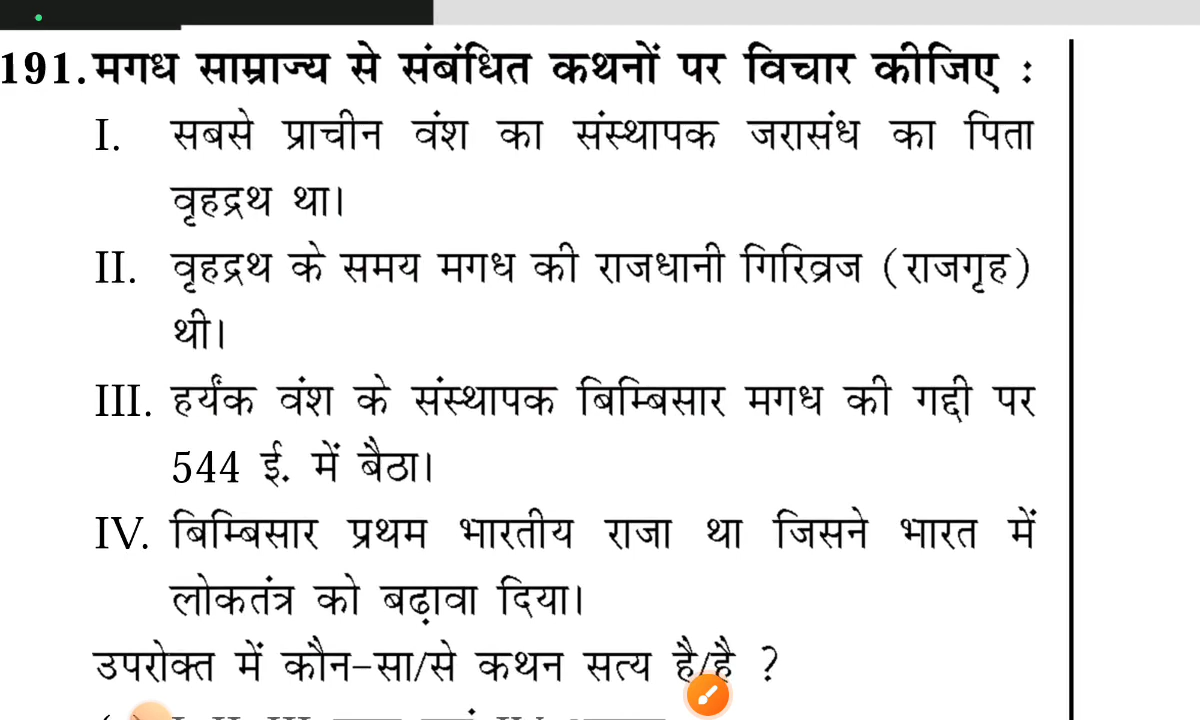 191. मगध साम्राज्य से संबंधित कथनों पर विचार कीजिए :
I. सबसे प्राचीन वंश का संस्थापक जरासंध का पिता
वृहद्रथ था।
II. वृहद्रथ के समय मगध की राजधानी गिरिव्रज (राजगृह)
थी।
III. हर्यंक वंश के संस्थापक बिम्बिसार मगध की गद्दी पर
544 ई. में बैठा।
IV. बिम्बिसार प्रथम भारतीय राजा था जिसने भारत में
लोकतंत्र को बढ़ावा दिया।
उपरोक्त में कौन-सा/से कथन सत्य है/है ?